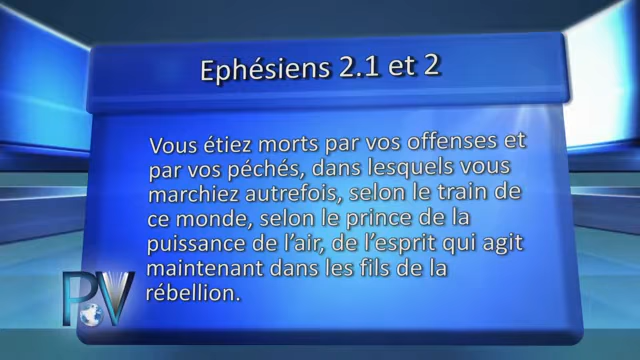 Ephésiens 2.1 et 2
Vous étiez morts par vos offenses et
par vos péchés, dans lesquels vous
marchiez autrefois, selon le train de
ce monde, selon le prince de la
puissance de l’air, de l’esprit qui agit
maintenant dans les fils de la
rébellion.
PV